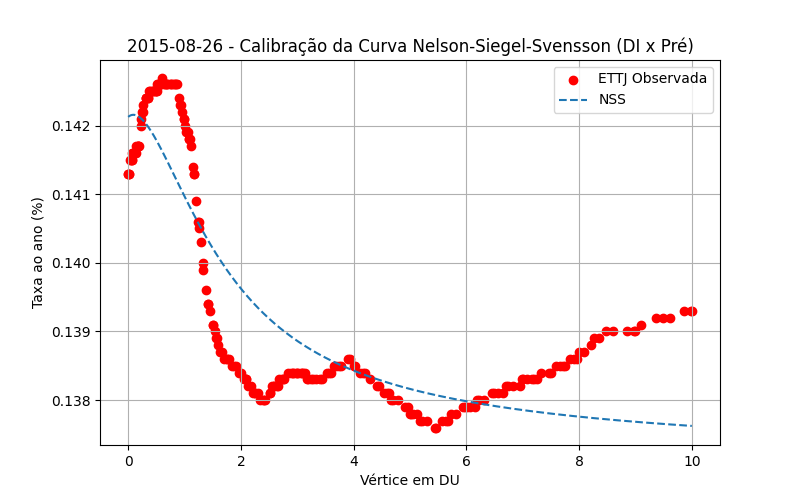 2015-08-26 - Calibração da Curva Nelson-Siegel-Svensson (DI x Pré)
ETTJ Observada
NSS
0.142
0.141
0.140
0.139
0.138
Taxa ao ano (%)
0 2 4 6 8 10
Vértice em DU